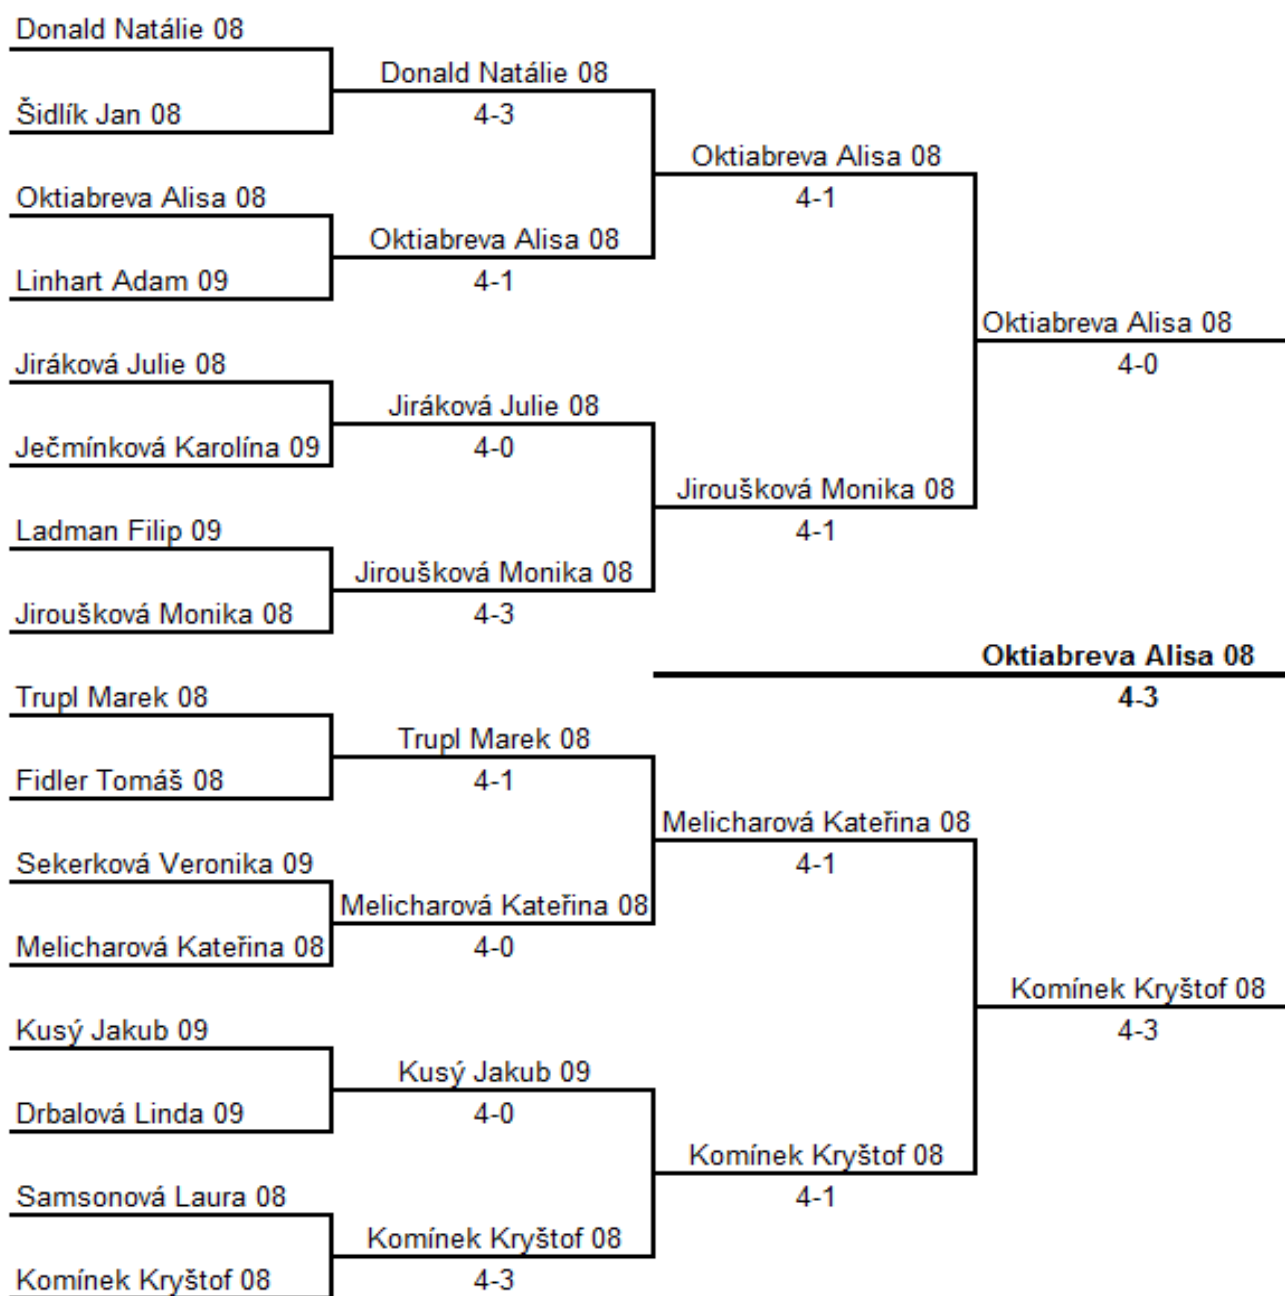 Donald Natálie 08
Donald Natálie 08
Šidlík Jan 08
4-3
Oktiabreva Alisa 08
Oktiabreva Alisa 08
4-1
Oktiabreva Alisa 08
Linhart Adam 09
4-1
Oktiabreva Alisa 08
Jiráková Julie 08
4-0
Jiráková Julie 08
Ječmínková Karolína 09
4-0
Jiroušková Monika 08
Ladman Filip 09
4-1
Jiroušková Monika 08
Jiroušková Monika 08
4-3
Oktiabreva Alisa 08
Trupl Marek 08
4-3
Trupl Marek 08
Fidler Tomáš 08
4-1
Melicharová Kateřina 08
Sekerková Veronika 09
4-1
Melicharová Kateřina 08
Melicharová Kateřina 08
4-0
Komínek Kryštof 08
Kusý Jakub 09
4-3
Kusý Jakub 09
Drbalová Linda 09
4-0
Komínek Kryštof 08
Samsonová Laura 08
4-1
Komínek Kryštof 08
Komínek Kryštof 08
4-3